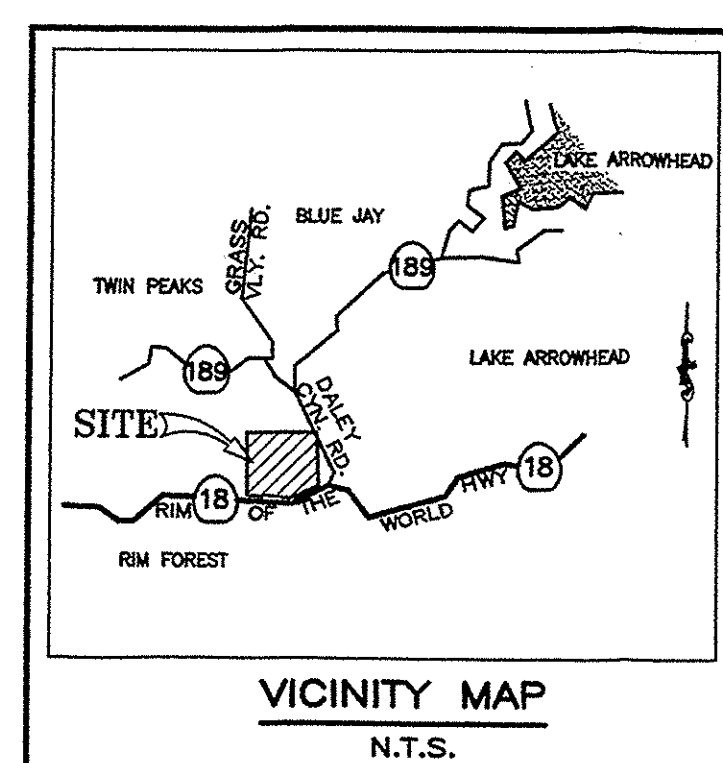 LAKE ARROWHEAD
BLUE JAY
GRASS
VLY. RD.
189
TWIN PEAKS
LAKE ARROWHEAD
189
DALEY
CYN. RD.
SITE
18
RIM 18 OF THE WORLD HWY
RIM FOREST
VICINITY MAP
N.T.S.